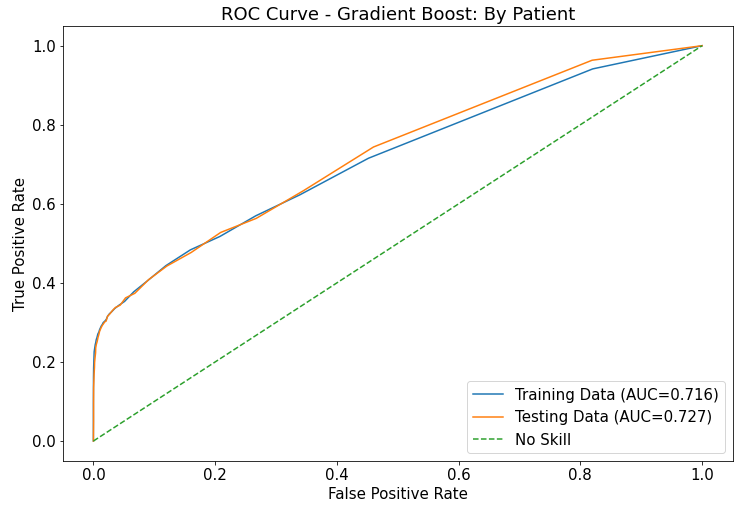 ROC Curve - Gradient Boost: By Patient
True Positive Rate
1.0
0.8
0.6
0.4
0.2
0.0
Training Data (AUC=0.716)
Testing Data (AUC=0.727)
No Skill
0.0 0.2 0.4 0.6 0.8 1.0
False Positive Rate